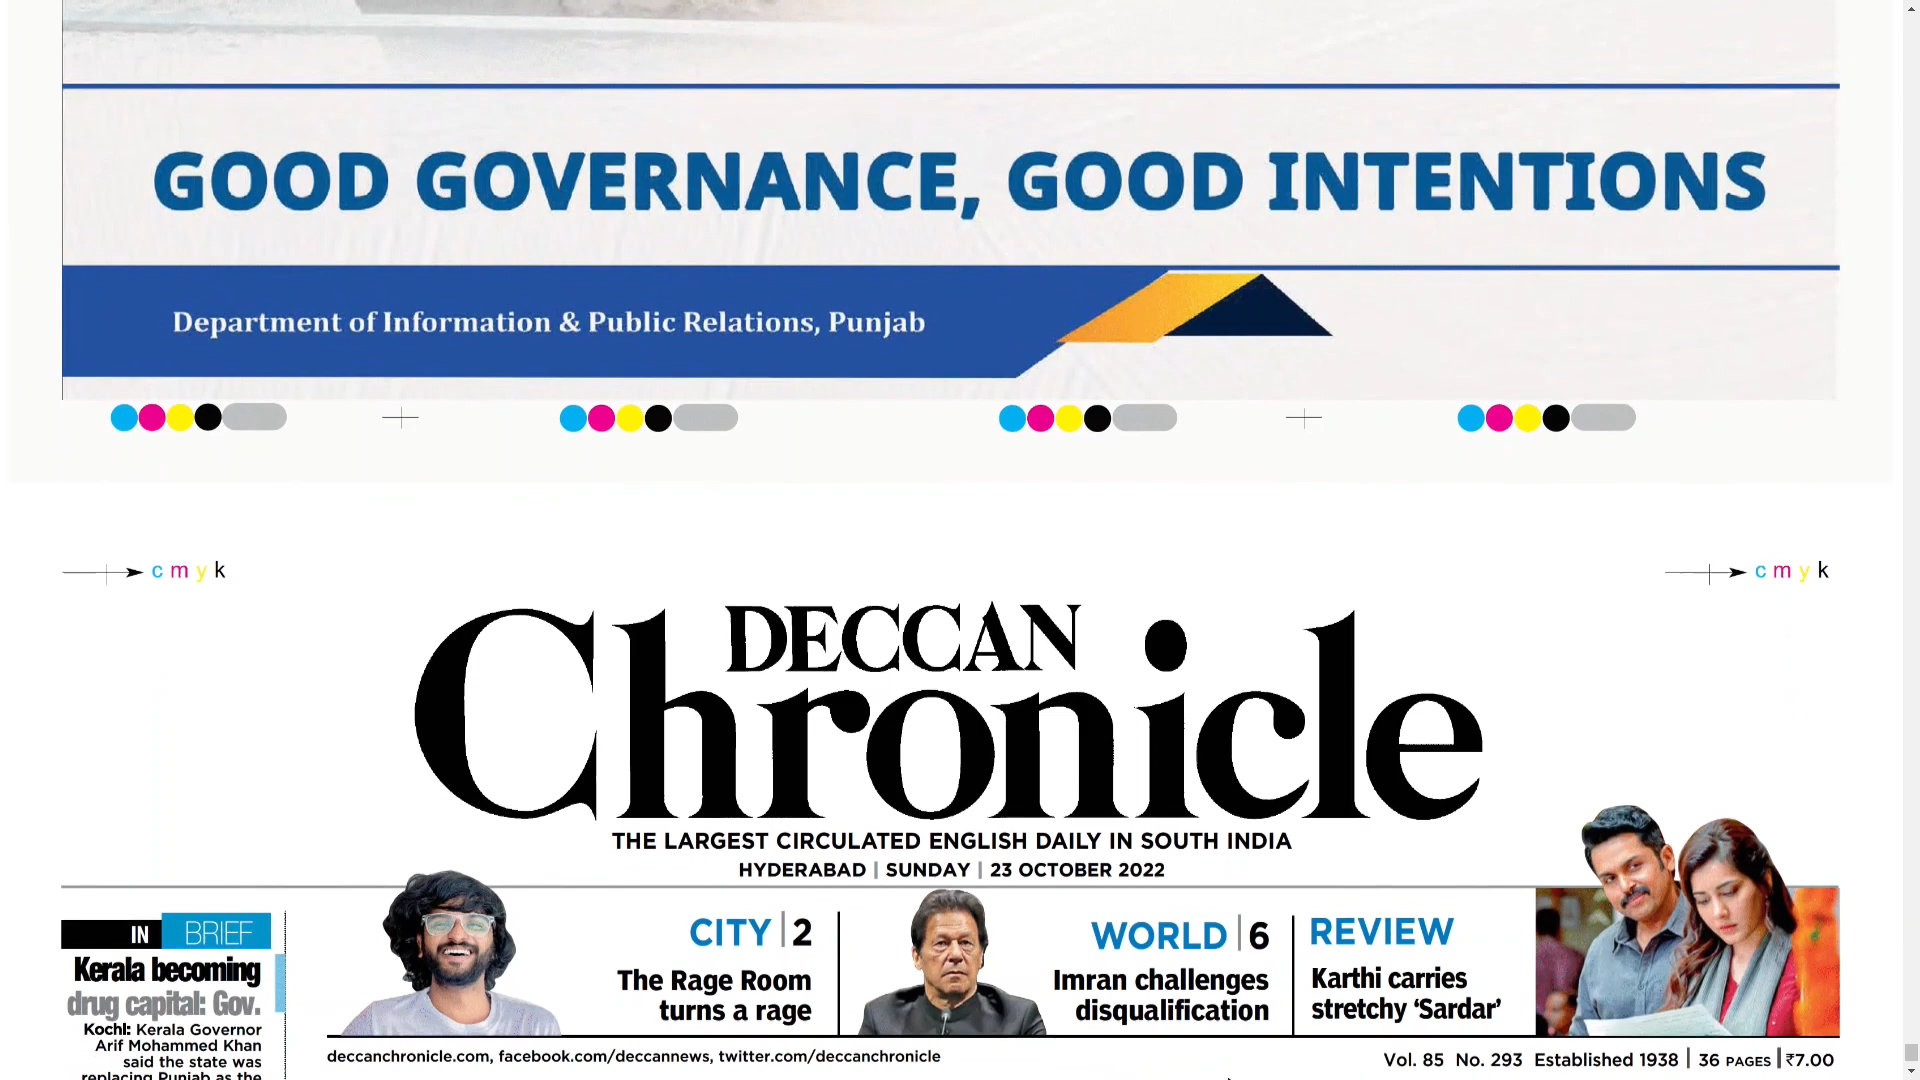 GOOD GOVERNANCE, GOOD INTENTIONS
Department of Information & Public Relations, Punjab
c m y k
c m y k
DECCAN
Chronicle
THE LARGEST CIRCULATED ENGLISH DAILY IN SOUTH INDIA
HYDERABAD | SUNDAY | 23 OCTOBER 2022
IN BRIEF
Kerala becoming
drug capital: Gov.
Kochi: Kerala Governor
Arif Mohammed Khan
said the state was
replacing Punjab as the
CITY | 2
The Rage Room
turns a rage
WORLD | 6
Imran challenges
disqualification
REVIEW
Karthi carries
stretchy ‘Sardar’
deccanchronicle.com, facebook.com/deccannews, twitter.com/deccanchronicle
Vol. 85 No. 293 Established 1938 | 36 PAGES | ₹7.00